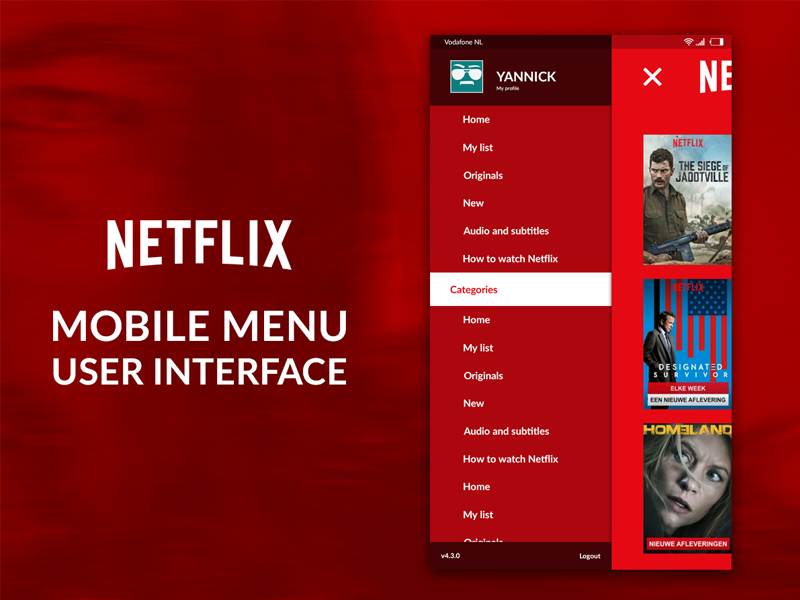 NETFLIX
MOBILE MENU
USER INTERFACE
Vodafone NL
YANNICK
My profile
Home
My list
Originals
New
Audio and subtitles
How to watch Netflix
Categories
Home
My list
Originals
New
Audio and subtitles
How to watch Netflix
Home
My list
Originals
v4.3.0
Logout
NE
NETFLIX
THE SIEGE OF
JADOTVILLE
NETFLIX
DESIGNATED
SURVIVOR
ELKE WEEK
EEN NIEUWE AFLEVERING
HOMELAND
NIEUWE AFLEVERINGEN